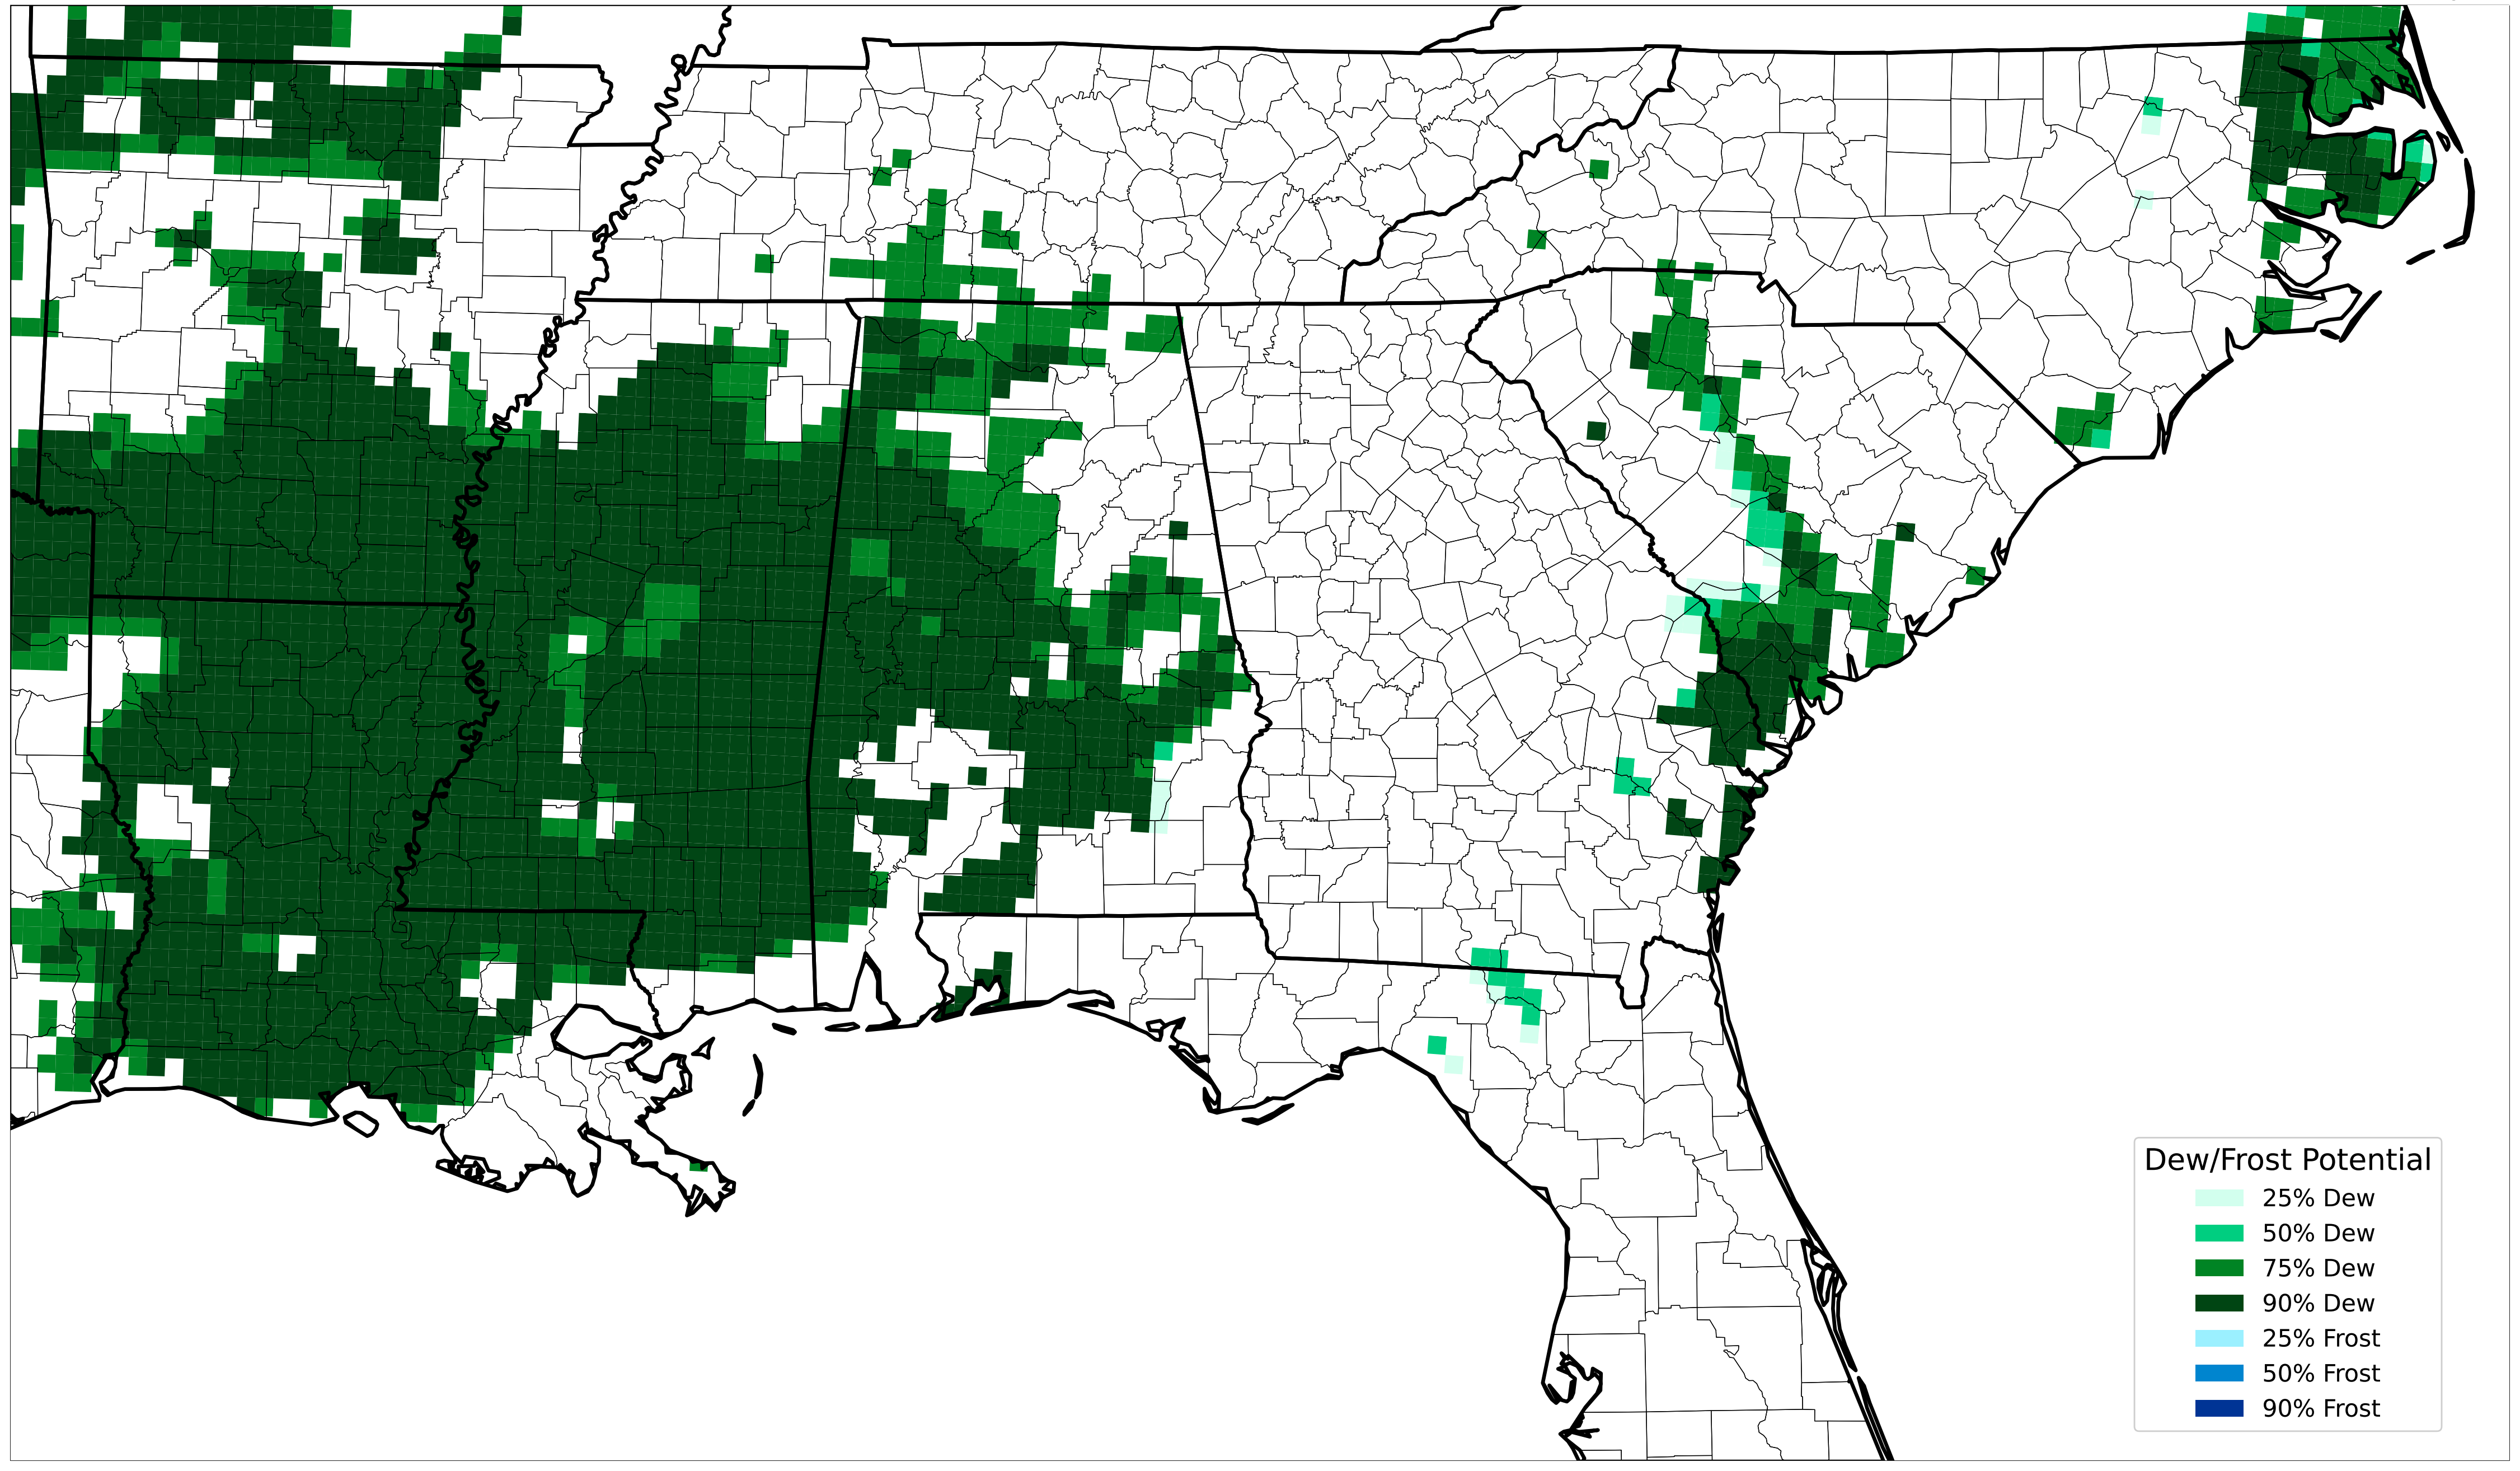 Dew/Frost Potential
25% Dew
50% Dew
75% Dew
90% Dew
25% Frost
50% Frost
90% Frost